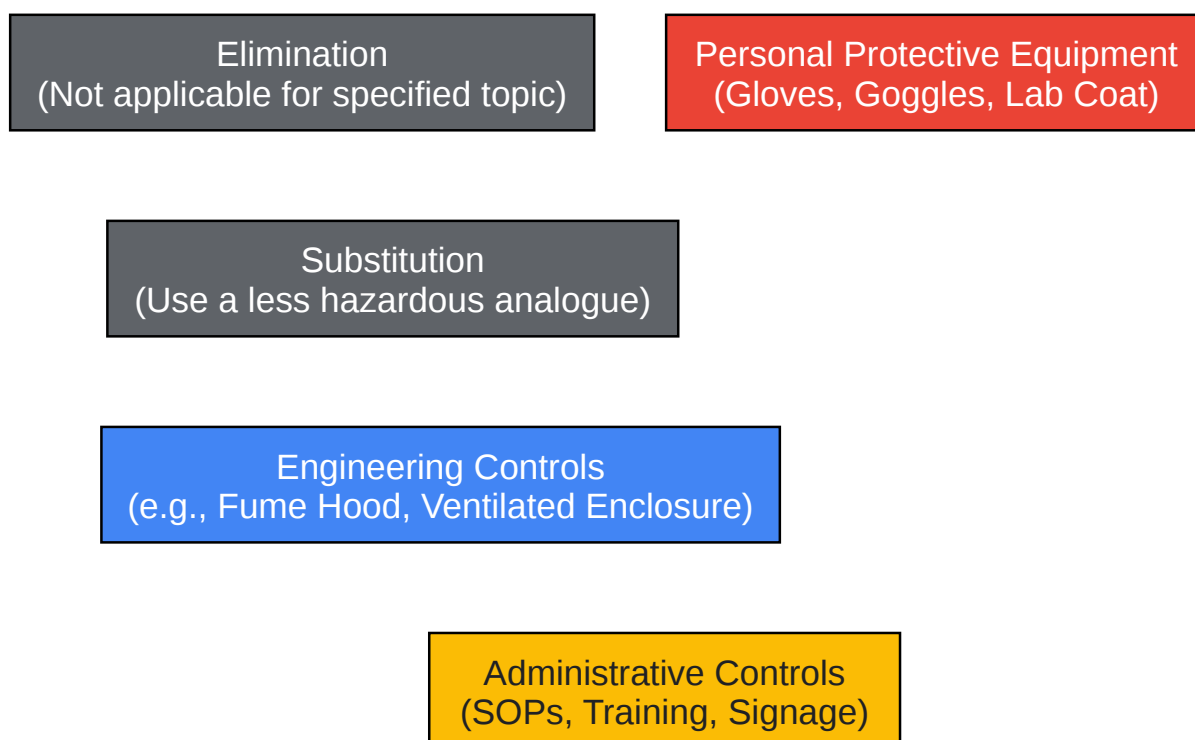 Elimination
(Not applicable for specified topic)
Personal Protective Equipment
(Gloves, Goggles, Lab Coat)
Substitution
(Use a less hazardous analogue)
Engineering Controls
(e.g., Fume Hood, Ventilated Enclosure)
Administrative Controls
(SOPs, Training, Signage)